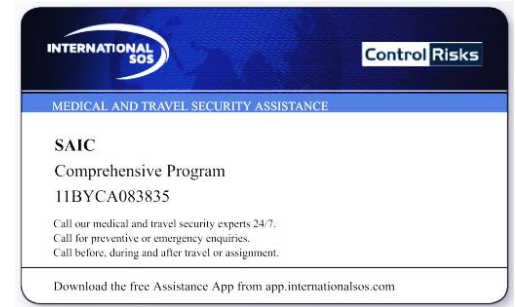 INTERNATIONAL
SOS
Control Risks
MEDICAL AND TRAVEL SECURITY ASSISTANCE
SAIC
Comprehensive Program
11BYCA083835
Call our medical and travel security experts 24/7.
Call for preventive or emergency enquiries.
Call before, during and after travel or assignment.
Download the free Assistance App from app.internationalsos.com